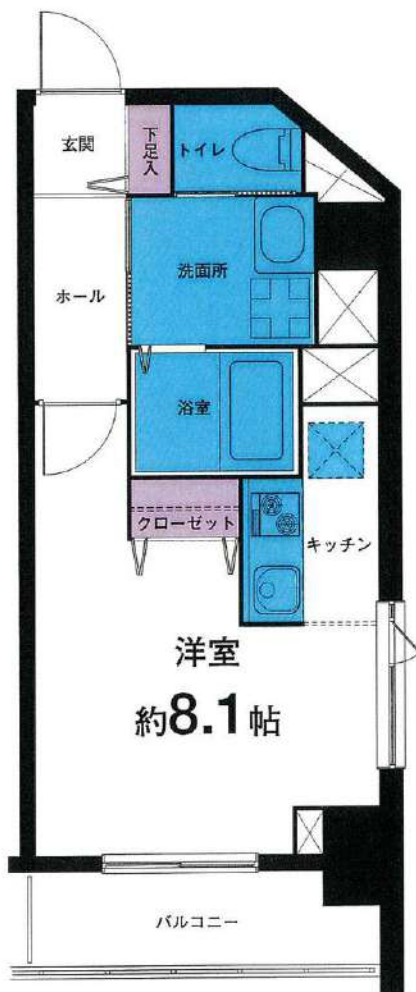 玄関
下足入
トイレ
洗面所
ホール
浴室
クローゼット
キッチン
洋室
約8.1帖
バルコニー